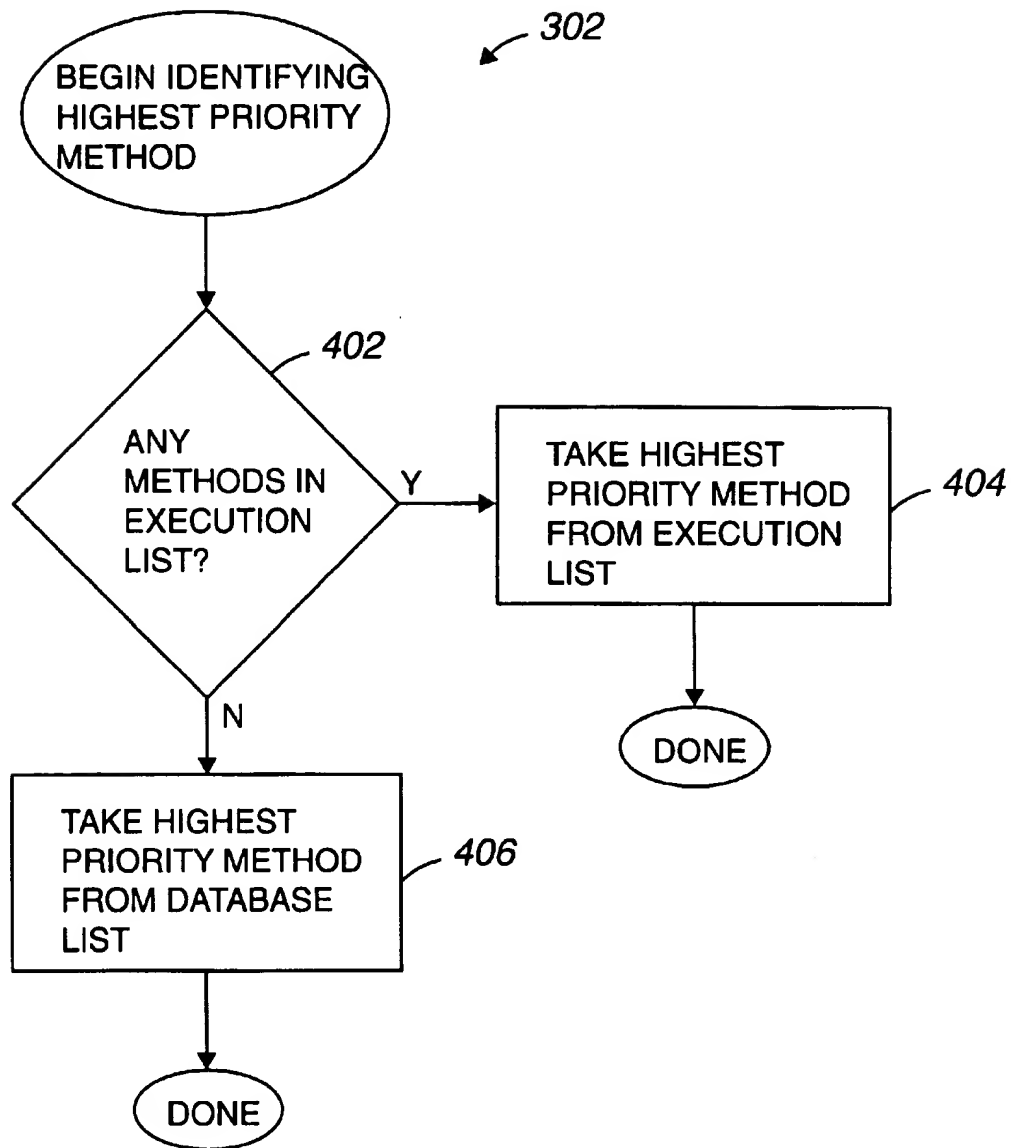 302
BEGIN IDENTIFYING
HIGHEST PRIORITY
METHOD
402
ANY
METHODS IN
EXECUTION
LIST?
Y
TAKE HIGHEST
PRIORITY METHOD
FROM EXECUTION
LIST
404
DONE
N
TAKE HIGHEST
PRIORITY METHOD
FROM DATABASE
LIST
406
DONE